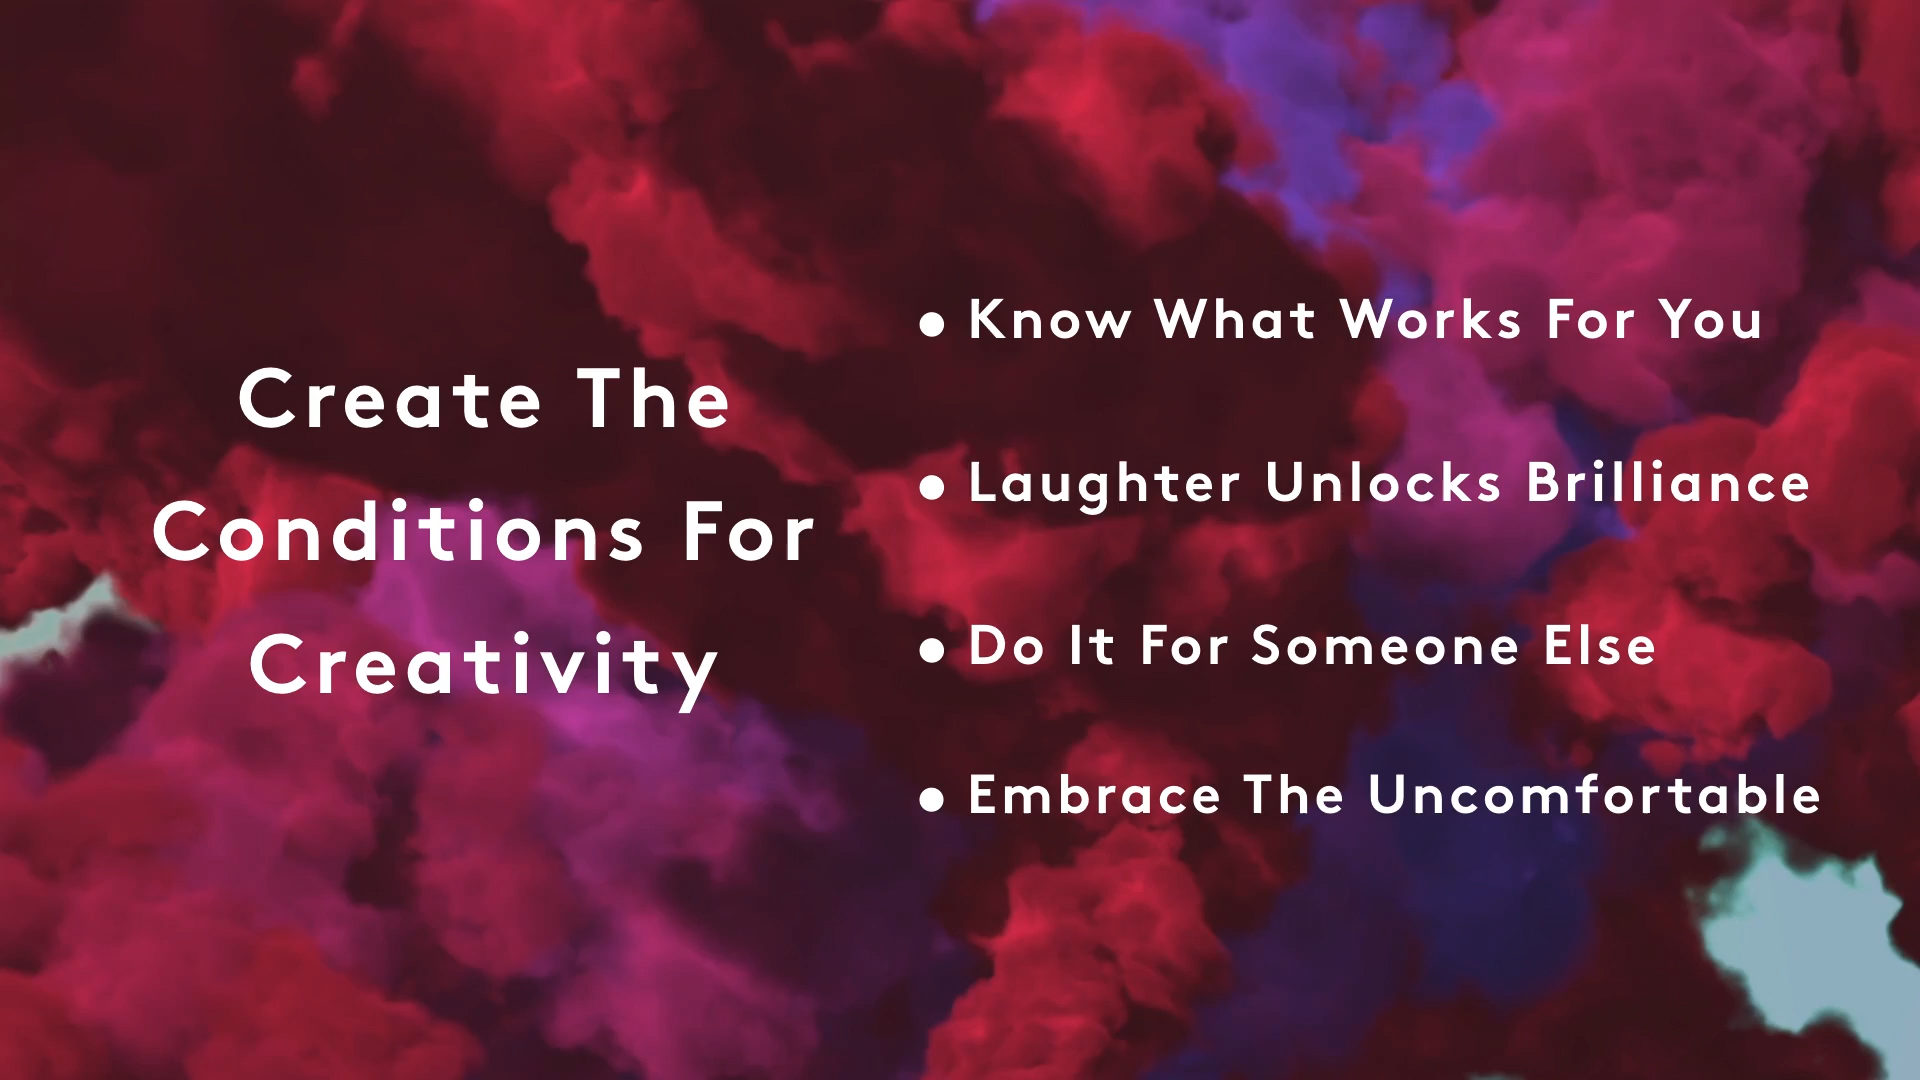 Create The
Conditions For
Creativity
• Know What Works For You
• Laughter Unlocks Brilliance
• Do It For Someone Else
• Embrace The Uncomfortable